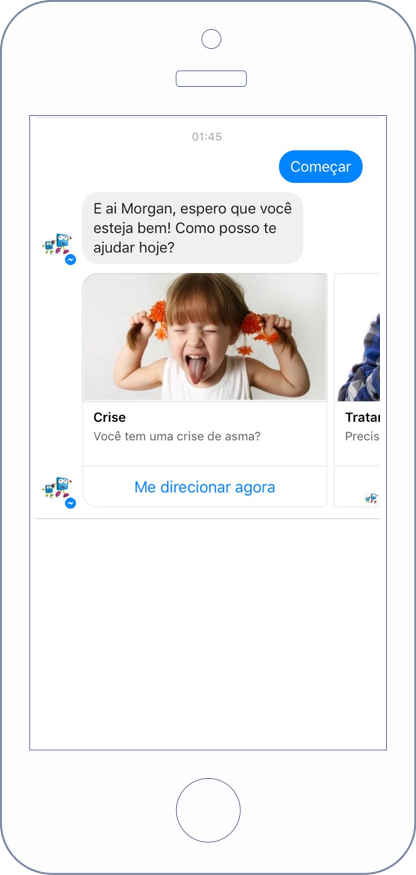 01:45
Começar
E ai Morgan, espero que você
esteja bem! Como posso te
ajudar hoje?
Crise
Você tem uma crise de asma?
Me direcionar agora
Tratar
Precis